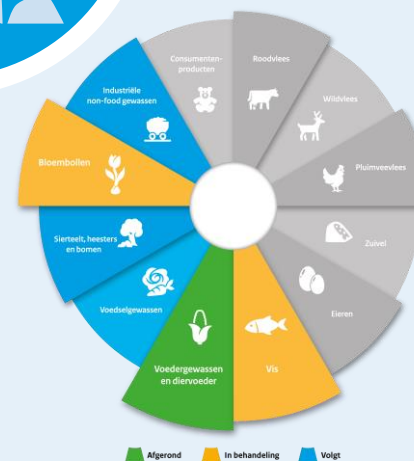 Consumenten-
producten
Roodvlees
Wildvlees
Pluimveevlees
Zuivel
Eieren
Vis
Voedergewassen
en diervoeder
Voedselgewassen
Sierteelt, heesters
en bomen
Bloembollen
Industriële
non-food gewassen
Afgerond
In behandeling
Volgt